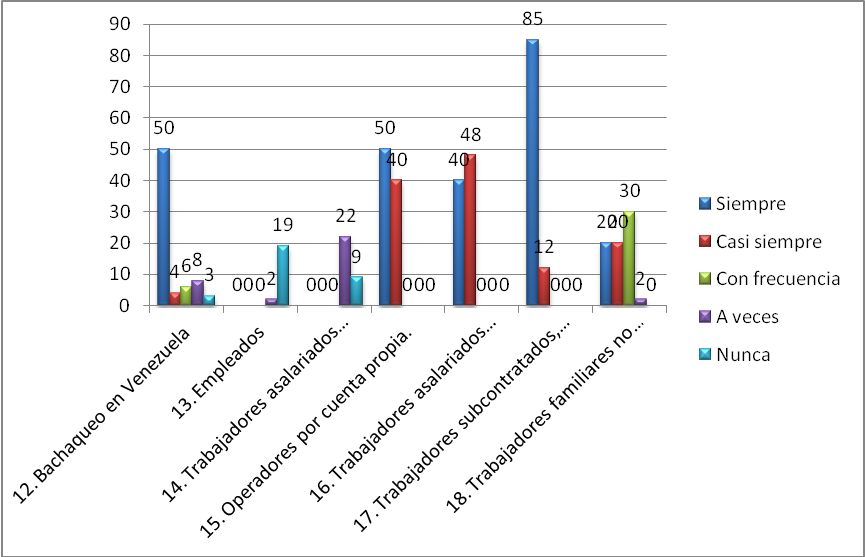 90
80
70
60
50
40
30
20
10
0
50
4
6
8
3
0 0 0
2
19
0 0 0
22
9
50
40
0 0 0
40
48
0 0 0
85
12
0 0 0
20
20
30
2
0
12. Bachaqueo en Venezuela
13. Empleados
14. Trabajadores asalariados...
15. Operadores por cuenta propia.
16. Trabajadores asalariados...
17. Trabajadores subcontratados,...
18. Trabajadores familiares no...
Siempre
Casi siempre
Con frecuencia
A veces
Nunca